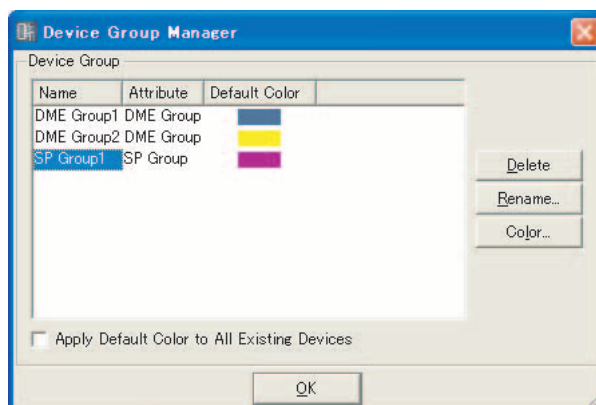 Device Group Manager
Device Group
Name Attribute Default Color
DME Group1 DME Group
DME Group2 DME Group
SP Group1 SP Group
Delete
Rename...
Color...
Apply Default Color to All Existing Devices
OK